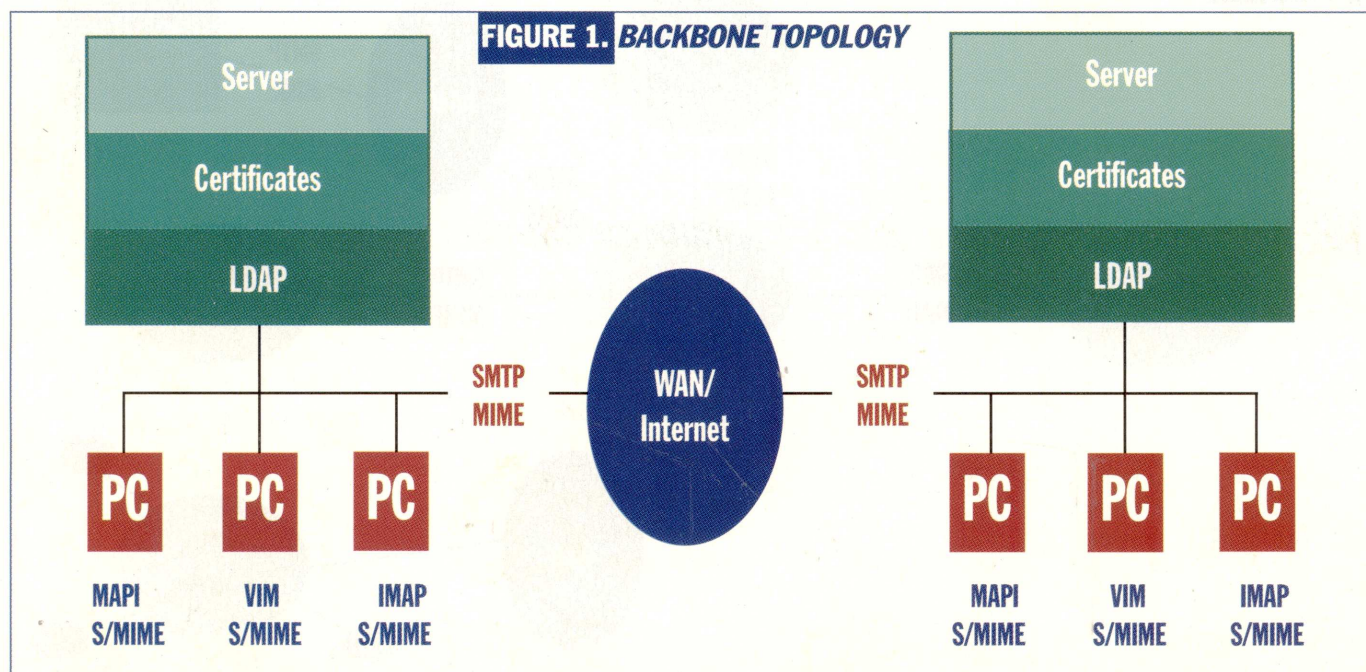 FIGURE 1. BACKBONE TOPOLOGY
Server
Certificates
LDAP
Server
Certificates
LDAP
SMTP
MIME
WAN/
Internet
SMTP
MIME
PC
PC
PC
PC
PC
PC
MAPI
S/MIME
VIM
S/MIME
IMAP
S/MIME
MAPI
S/MIME
VIM
S/MIME
IMAP
S/MIME